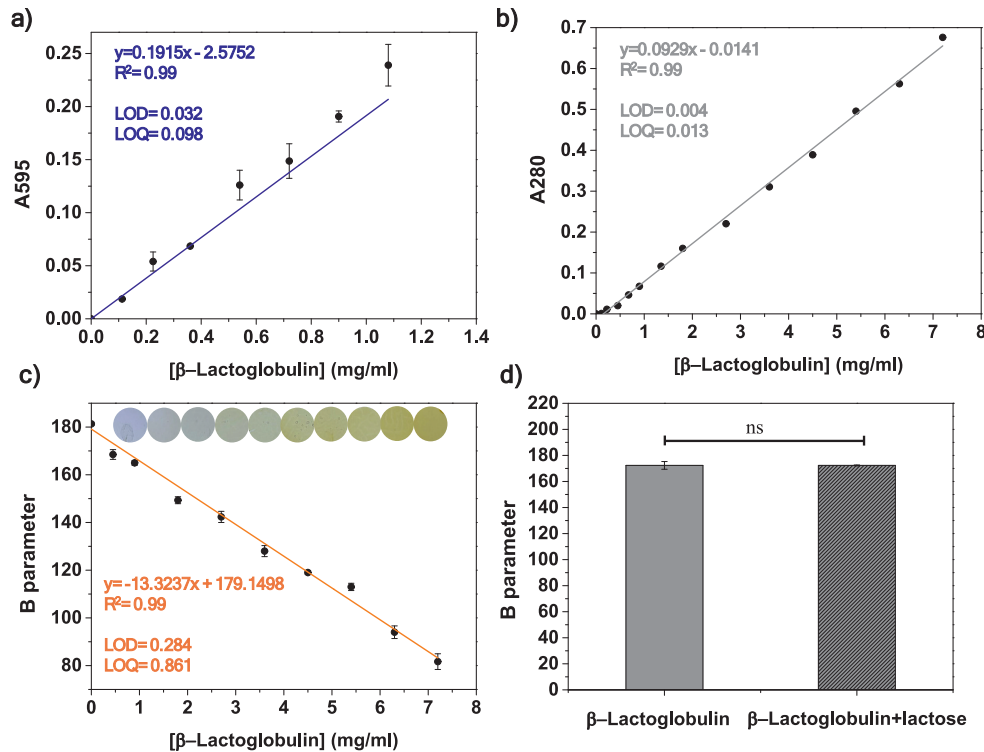 a)
y=0.1915x - 2.5752
R²= 0.99
LOD= 0.032
LOQ= 0.098
A595
0.25
0.20
0.15
0.10
0.05
0.00
0.0 0.2 0.4 0.6 0.8 1.0 1.2 1.4
[β–Lactoglobulin] (mg/ml)
b)
y=0.0929x - 0.0141
R²= 0.99
LOD= 0.004
LOQ= 0.013
A280
0.7
0.6
0.5
0.4
0.3
0.2
0.1
0.0
0 1 2 3 4 5 6 7 8
[β–Lactoglobulin] (mg/ml)
c)
B parameter
180
160
140
120
100
80
y= -13.3237x + 179.1498
R²= 0.99
LOD= 0.284
LOQ= 0.861
0 1 2 3 4 5 6 7 8
[β–Lactoglobulin] (mg/ml)
d)
B parameter
220
200
180
160
140
120
100
80
60
40
20
0
ns
β–Lactoglobulin β–Lactoglobulin+lactose